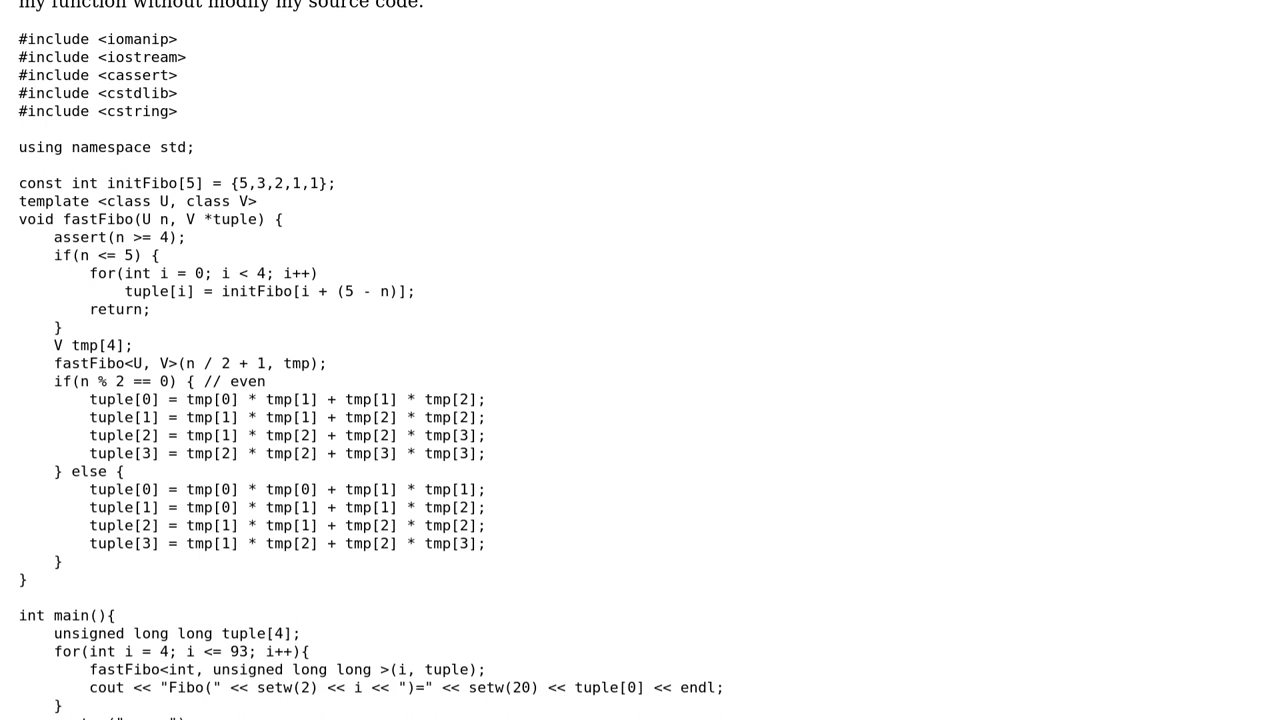 my function without modify my source code.
#include <iomanip>
#include <iostream>
#include <cassert>
#include <cstdlib>
#include <cstring>

using namespace std;

const int initFibo[5] = {5,3,2,1,1};
template <class U, class V>
void fastFibo(U n, V *tuple) {
    assert(n >= 4);
    if(n <= 5) {
        for(int i = 0; i < 4; i++)
            tuple[i] = initFibo[i + (5 - n)];
        return;
    }
    V tmp[4];
    fastFibo<U, V>(n / 2 + 1, tmp);
    if(n % 2 == 0) { // even
        tuple[0] = tmp[0] * tmp[1] + tmp[1] * tmp[2];
        tuple[1] = tmp[1] * tmp[1] + tmp[2] * tmp[2];
        tuple[2] = tmp[1] * tmp[2] + tmp[2] * tmp[3];
        tuple[3] = tmp[2] * tmp[2] + tmp[3] * tmp[3];
    } else {
        tuple[0] = tmp[0] * tmp[0] + tmp[1] * tmp[1];
        tuple[1] = tmp[0] * tmp[1] + tmp[1] * tmp[2];
        tuple[2] = tmp[1] * tmp[1] + tmp[2] * tmp[2];
        tuple[3] = tmp[1] * tmp[2] + tmp[2] * tmp[3];
    }
}

int main(){
    unsigned long long tuple[4];
    for(int i = 4; i <= 93; i++){
        fastFibo<int, unsigned long long >(i, tuple);
        cout << "Fibo(" << setw(2) << i << ")=" << setw(20) << tuple[0] << endl;
    }